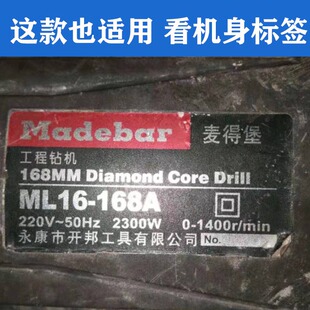 这款也适用 看机身标签
Madebar 麦得堡
工程钻机
168MM Diamond Core Drill
ML16-168A
220V~50Hz 2300W 0-1400r/min
永康市开邦工具有限公司 No.